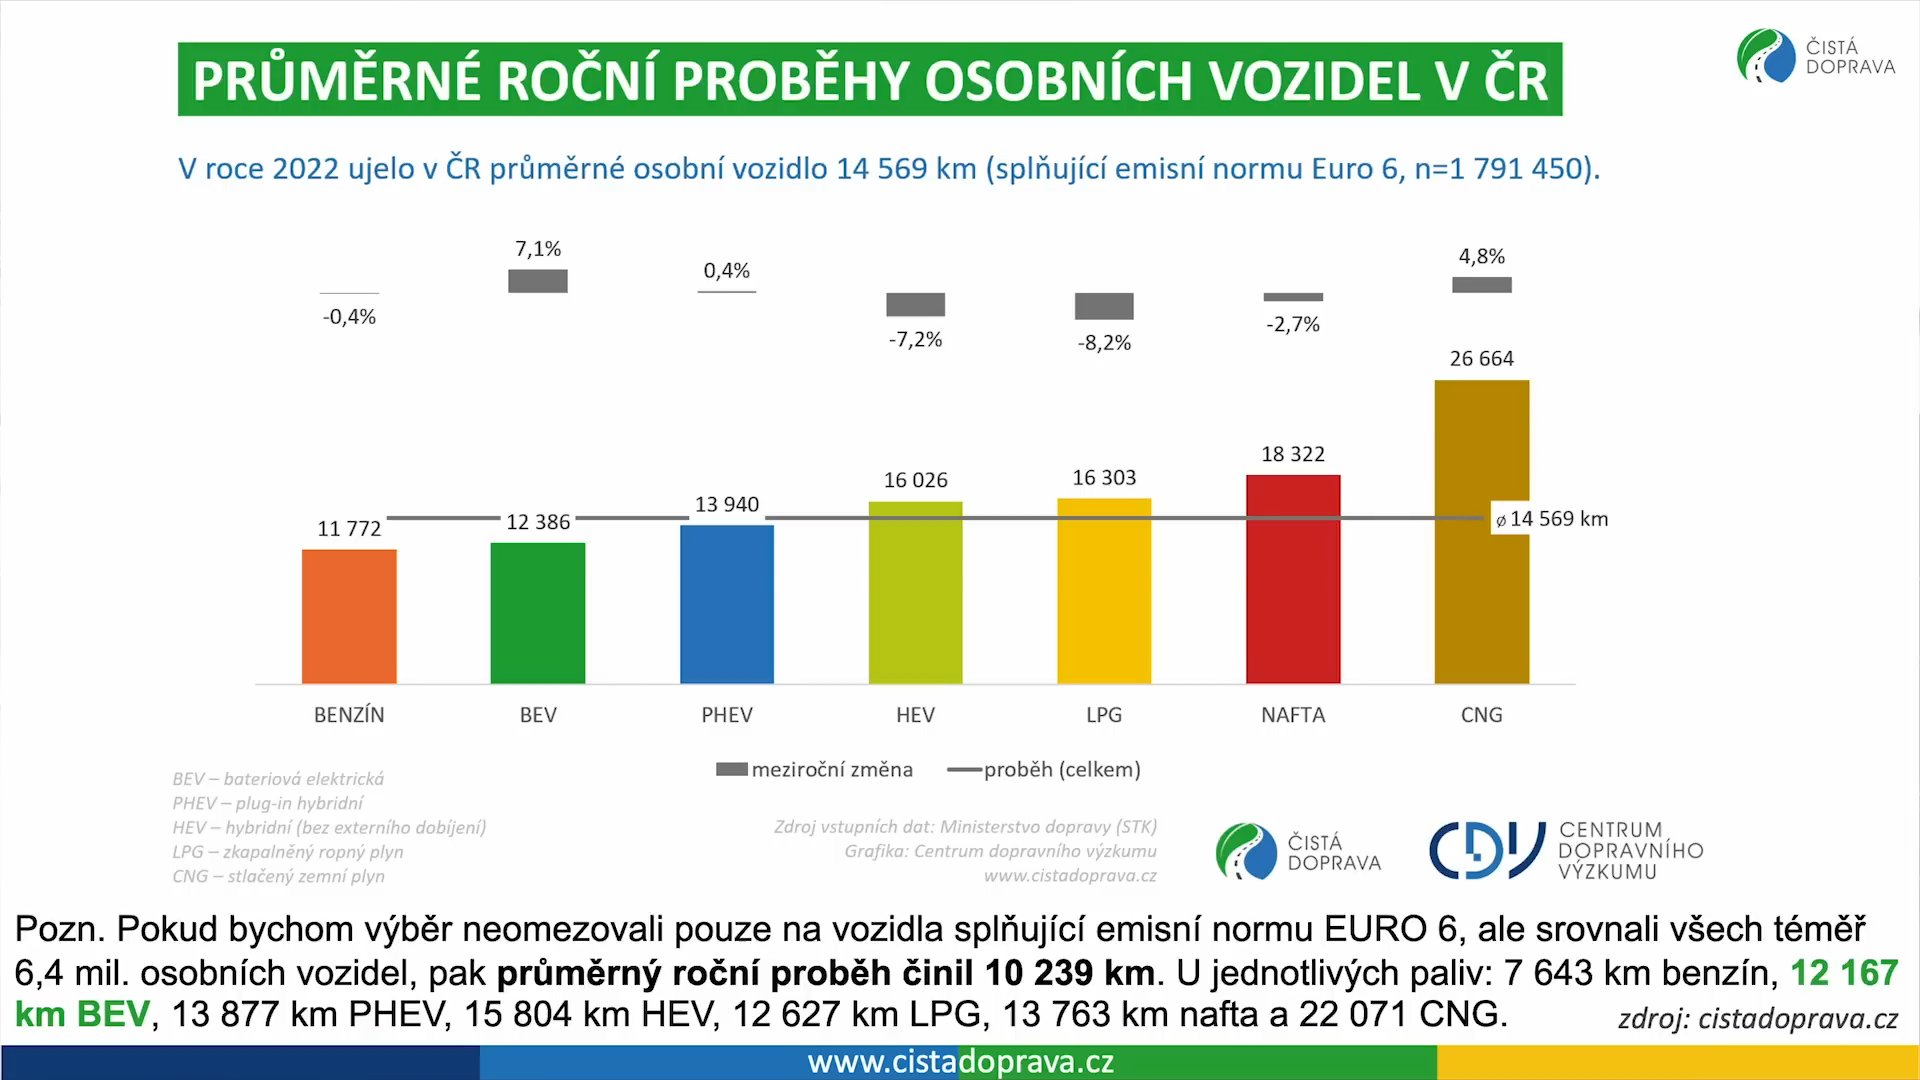 PRŮMĚRNÉ ROČNÍ PROBĚHY OSOBNÍCH VOZIDEL V ČR
ČISTÁ
DOPRAVA
V roce 2022 ujelo v ČR průměrné osobní vozidlo 14 569 km (splňující emisní normu Euro 6, n=1 791 450).
-0,4%
7,1%
0,4%
-7,2%
-8,2%
-2,7%
4,8%
11 772
12 386
13 940
16 026
16 303
18 322
26 664
⌀ 14 569 km
BENZÍN
BEV
PHEV
HEV
LPG
NAFTA
CNG
meziroční změna
proběh (celkem)
BEV – bateriová elektrická
PHEV – plug-in hybridní
HEV – hybridní (bez externího dobíjení)
LPG – zkapalněný ropný plyn
CNG – stlačený zemní plyn
Zdroj vstupních dat: Ministerstvo dopravy (STK)
Grafika: Centrum dopravního výzkumu
www.cistadoprava.cz
ČISTÁ
DOPRAVA
CDV
CENTRUM
DOPRAVNÍHO
VÝZKUMU
Pozn. Pokud bychom výběr neomezovali pouze na vozidla splňující emisní normu EURO 6, ale srovnali všech téměř
6,4 mil. osobních vozidel, pak průměrný roční proběh činil 10 239 km. U jednotlivých paliv: 7 643 km benzín, 12 167
km BEV, 13 877 km PHEV, 15 804 km HEV, 12 627 km LPG, 13 763 km nafta a 22 071 CNG.
zdroj: cistadoprava.cz
www.cistadoprava.cz